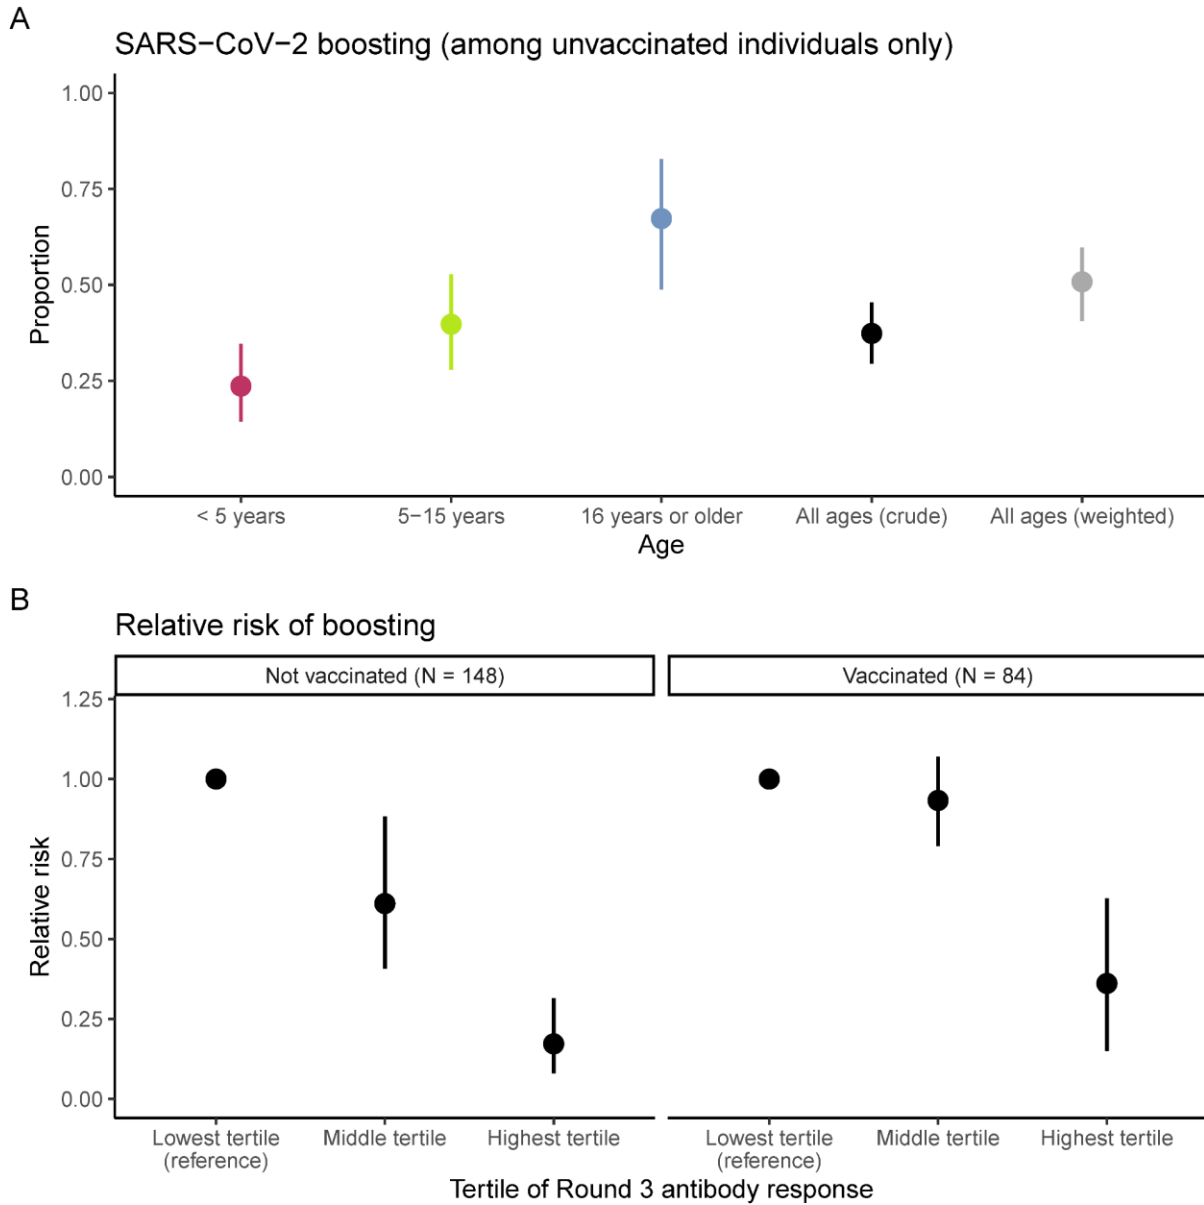 A
SARS−CoV−2 boosting (among unvaccinated individuals only)
1.00
0.75
0.50
0.25
0.00
Proportion
< 5 years 5−15 years 16 years or older All ages (crude) All ages (weighted)
Age
B
Relative risk of boosting
Not vaccinated (N = 148) Vaccinated (N = 84)
1.25
1.00
0.75
0.50
0.25
0.00
Relative risk
Lowest tertile Middle tertile Highest tertile Lowest tertile Middle tertile Highest tertile
(reference) (reference)
Tertile of Round 3 antibody response